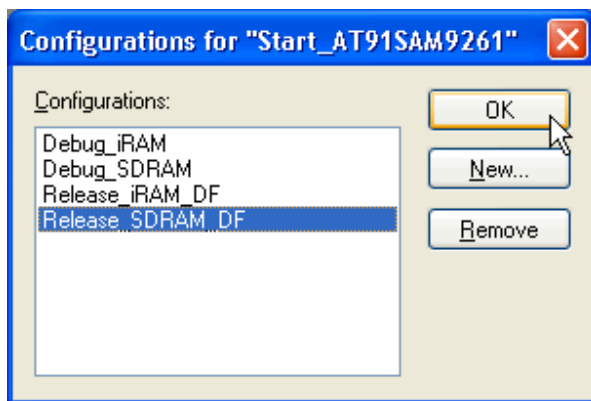 Configurations for "Start_AT91SAM9261"
Configurations:
Debug_iRAM
Debug_SDRAM
Release_iRAM_DF
Release_SDRAM_DF
OK
New...
Remove